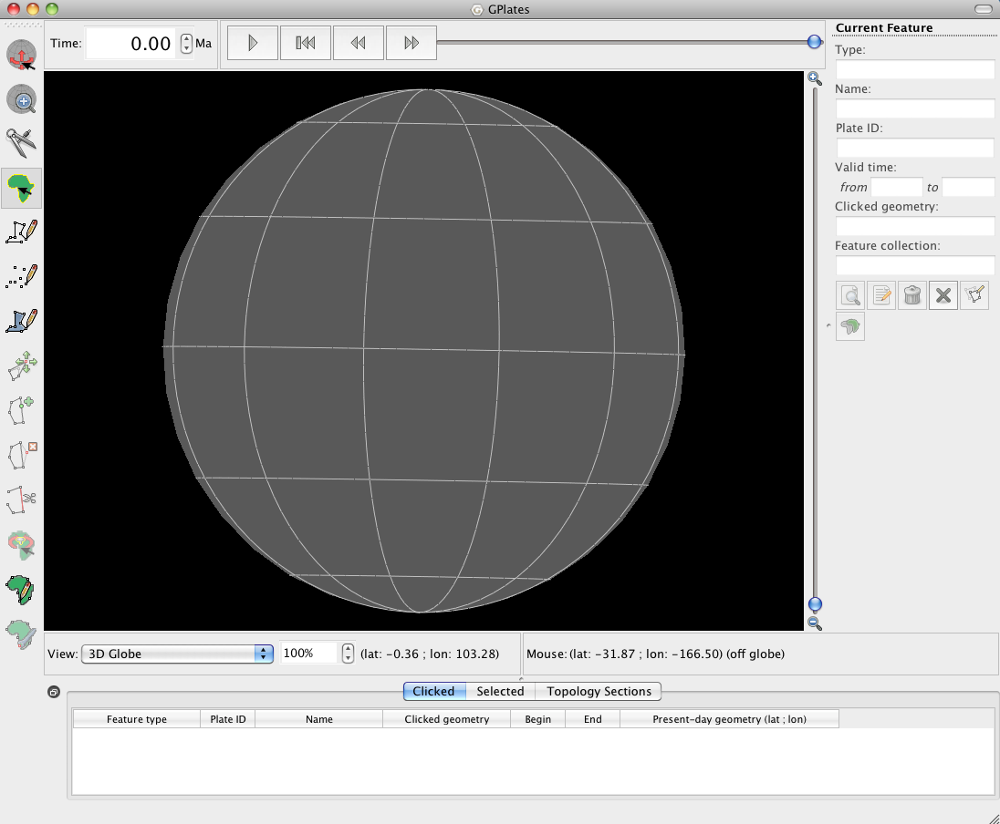 GPlates
Time: 0.00 Ma
Current Feature
Type:
Name:
Plate ID:
Valid time:
from to
Clicked geometry:
Feature collection:
View: 3D Globe 100% (lat: -0.36 ; lon: 103.28) Mouse: (lat: -31.87 ; lon: -166.50) (off globe)
Clicked Selected Topology Sections
Feature type Plate ID Name Clicked geometry Begin End Present-day geometry (lat ; lon)